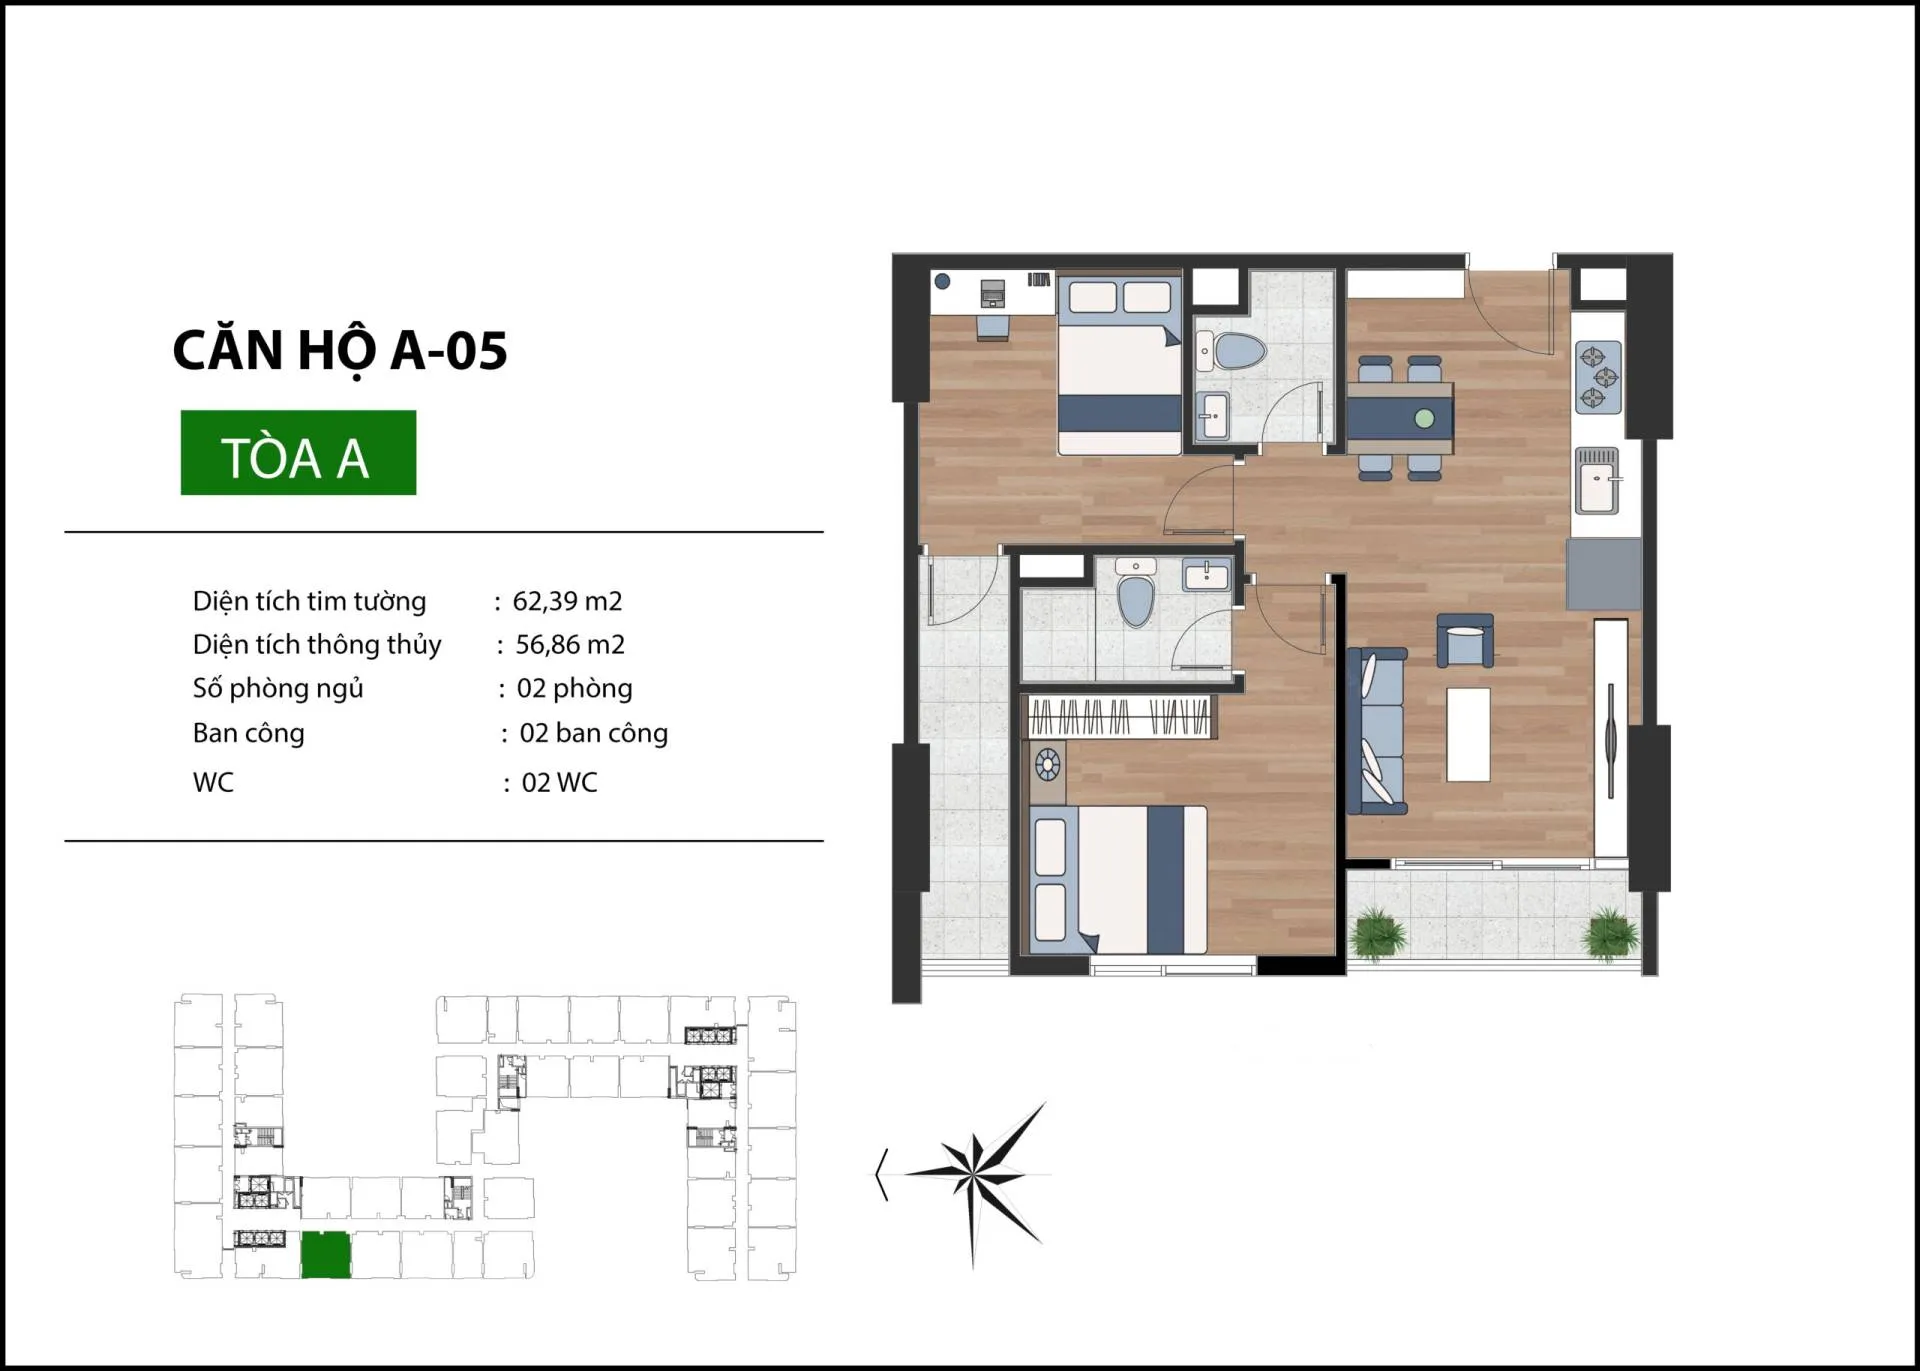 CĂN HỘ A-05
TÒA A
Diện tích tim tường : 62,39 m2
Diện tích thông thủy : 56,86 m2
Số phòng ngủ : 02 phòng
Ban công : 02 ban công
WC : 02 WC